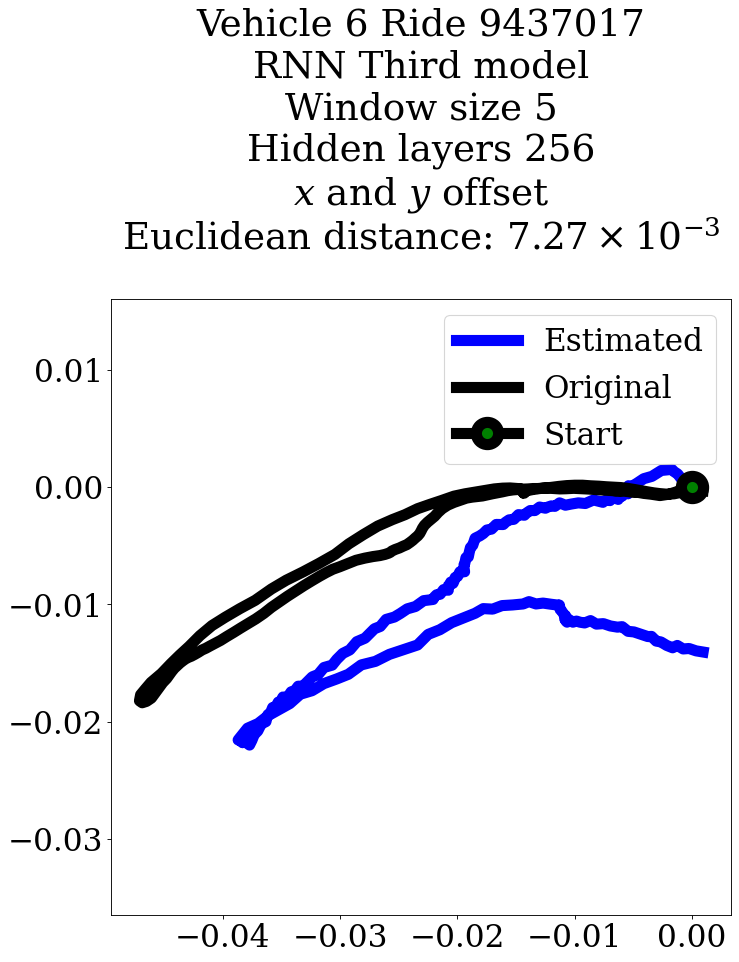 Vehicle 6 Ride 9437017
RNN Third model
Window size 5
Hidden layers 256
x and y offset
Euclidean distance: 7.27 × 10⁻³
Estimated
Original
Start
0.01
0.00
−0.01
−0.02
−0.03
−0.04 −0.03 −0.02 −0.01 0.00